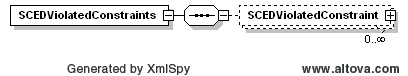 SCEDViolatedConstraints
SCEDViolatedConstraint
0..∞
Generated by XmlSpy
www.altova.com